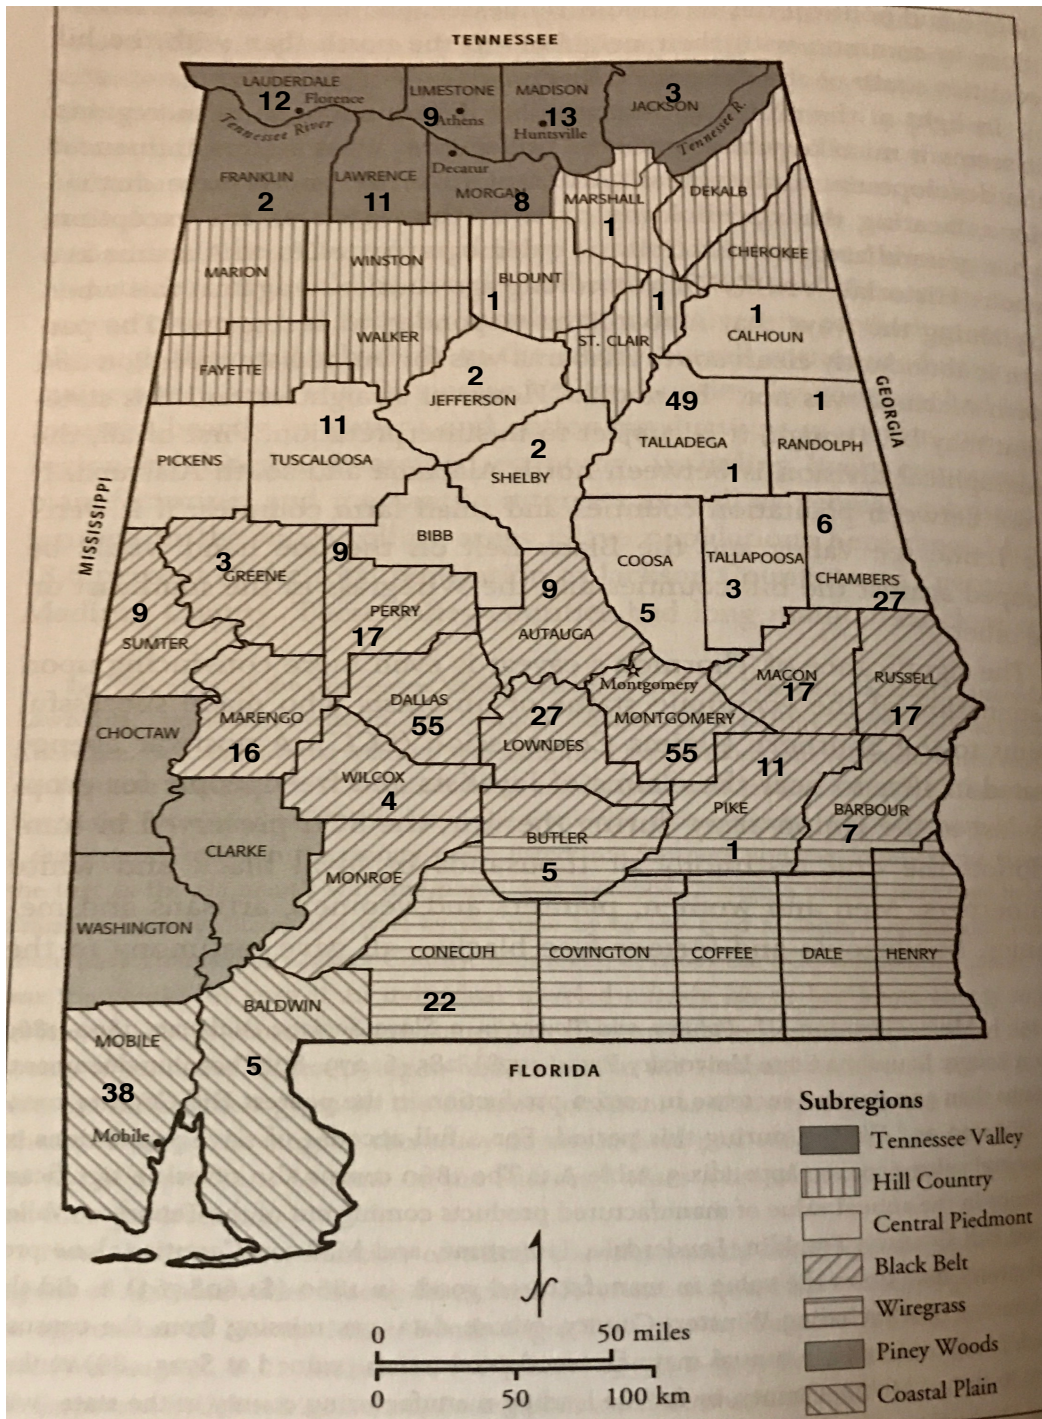 TENNESSEE
LAUDERDALE
12 Florence
Tennessee River
LIMESTONE
9 Athens
MADISON
13
Huntsville
3
JACKSON
Tennessee R.
Decatur
FRANKLIN
2
LAWRENCE
11
MORGAN
8
MARSHALL
1
DEKALB
CHEROKEE
MARION
WINSTON
BLOUNT
1
1
ST. CLAIR
1
CALHOUN
WALKER
FAYETTE
2
JEFFERSON
GEORGIA
49
TALLADEGA
1
1
RANDOLPH
11
TUSCALOOSA
PICKENS
2
SHELBY
MISSISSIPPI
BIBB
3
GREENE
9
9
SUMTER
PERRY
17
9
AUTAUGA
COOSA
5
TALLAPOOSA
3
6
CHAMBERS
27
Montgomery
MACON
17
RUSSELL
17
CHOCTAW
MARENGO
16
DALLAS
55
27
LOWNDES
MONTGOMERY
55
11
PIKE
1
BARBOUR
7
WILCOX
4
BUTLER
5
CLARKE
MONROE
WASHINGTON
CONECUH
22
COVINGTON
COFFEE
DALE
HENRY
BALDWIN
5
MOBILE
38
Mobile
FLORIDA
Subregions
Tennessee Valley
Hill Country
Central Piedmont
Black Belt
Wiregrass
Piney Woods
Coastal Plain
N
0 50 miles
0 50 100 km